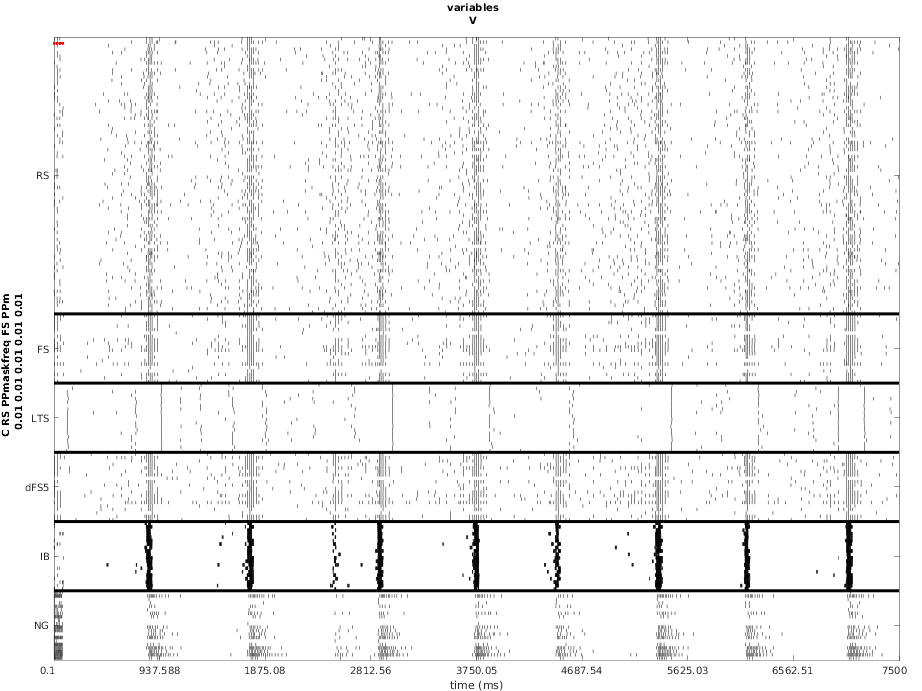 variables
V
C RS PPmaskfreq FS PPm
0.01 0.01 0.01 0.01 0.01
RS
FS
LTS
dFS5
IB
NG
0.1 937.588 1875.08 2812.56 3750.05 4687.54 5625.03 6562.51 7500
time (ms)